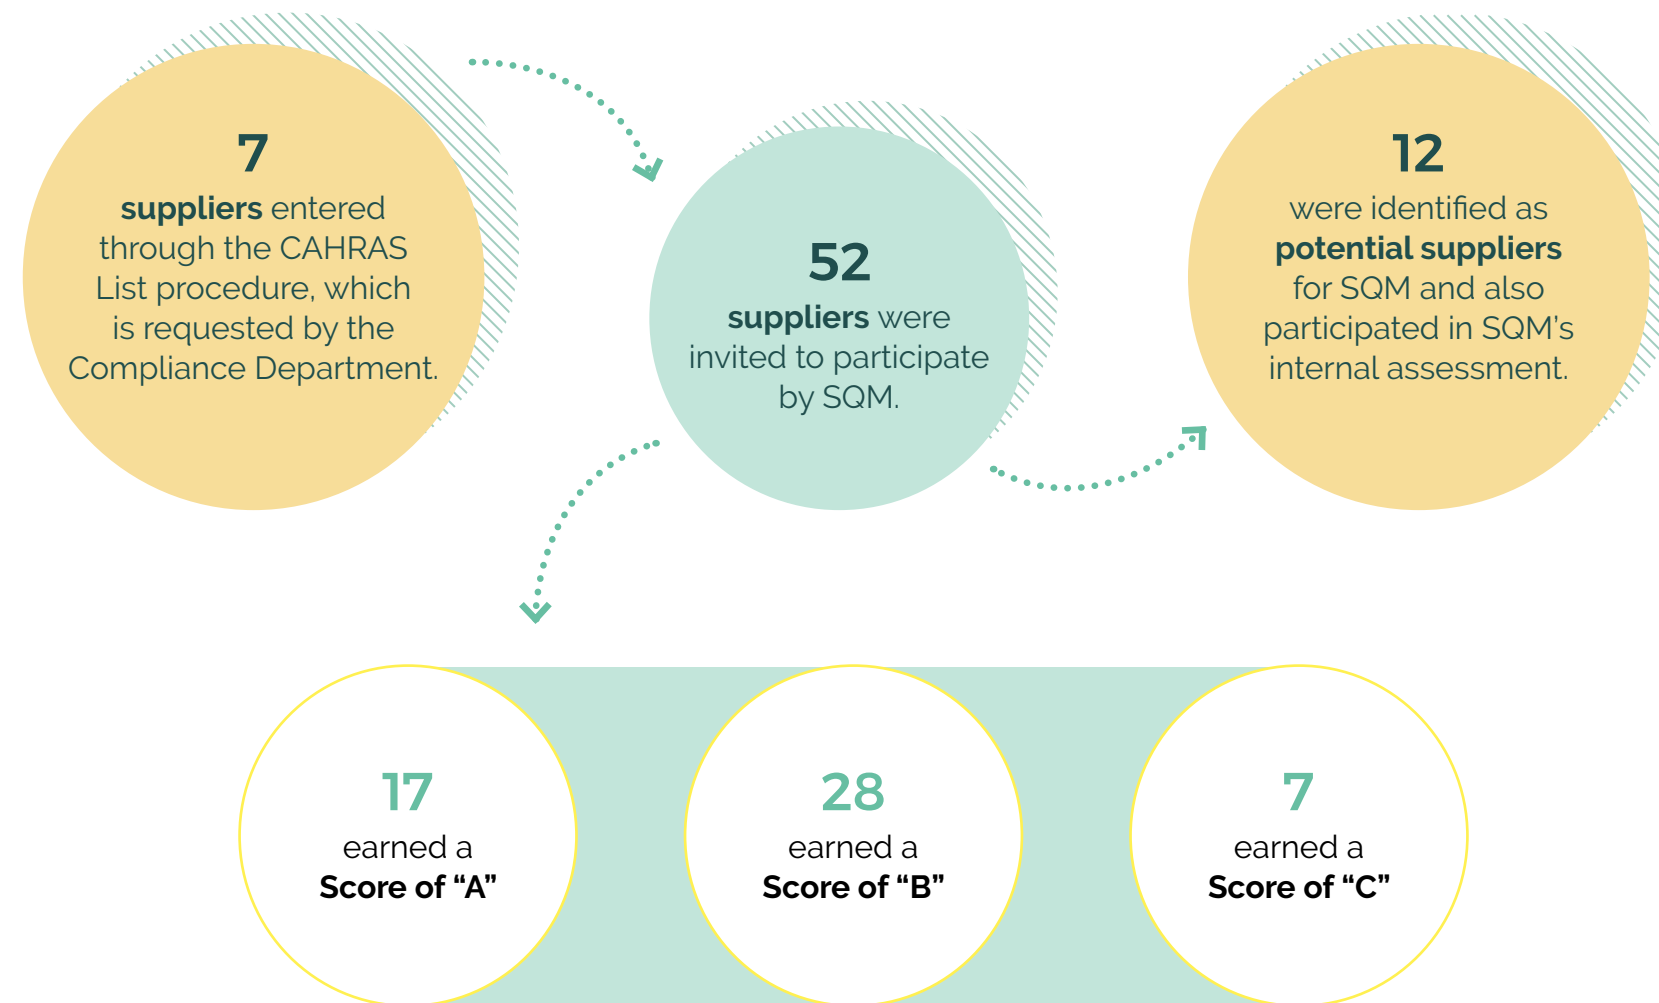 7
suppliers entered
through the CAHRAS
List procedure, which
is requested by the
Compliance Department.
52
suppliers were
invited to participate
by SQM.
12
were identified as
potential suppliers
for SQM and also
participated in SQM’s
internal assessment.
17
earned a
Score of “A”
28
earned a
Score of “B”
7
earned a
Score of “C”